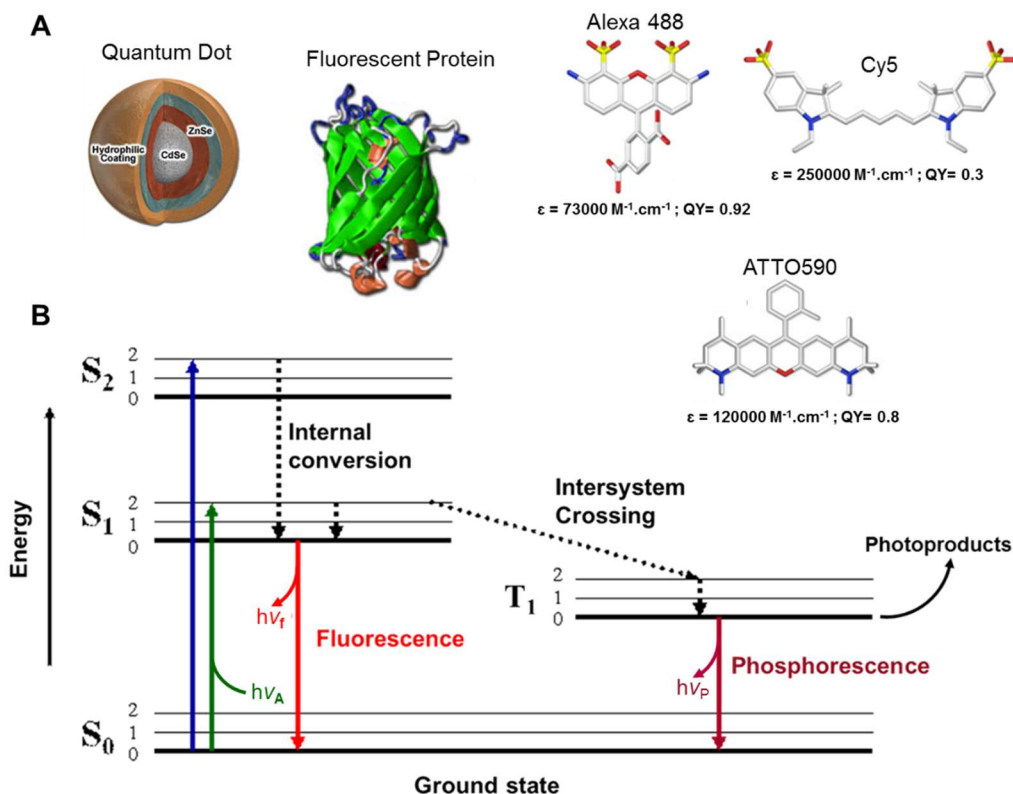 A
Quantum Dot
Hydrophilic
Coating
CdSe
ZnSe
Fluorescent Protein
Alexa 488
ε = 73000 M⁻¹.cm⁻¹ ; QY= 0.92
Cy5
ε = 250000 M⁻¹.cm⁻¹ ; QY= 0.3
ATTO590
ε = 120000 M⁻¹.cm⁻¹ ; QY= 0.8
B
Energy
S₂
2
1
0
Internal
conversion
S₁
2
1
0
Intersystem
Crossing
Photoproducts
T₁
2
1
0
hνf
Fluorescence
hνA
Phosphorescence
hνP
S₀
2
1
0
Ground state